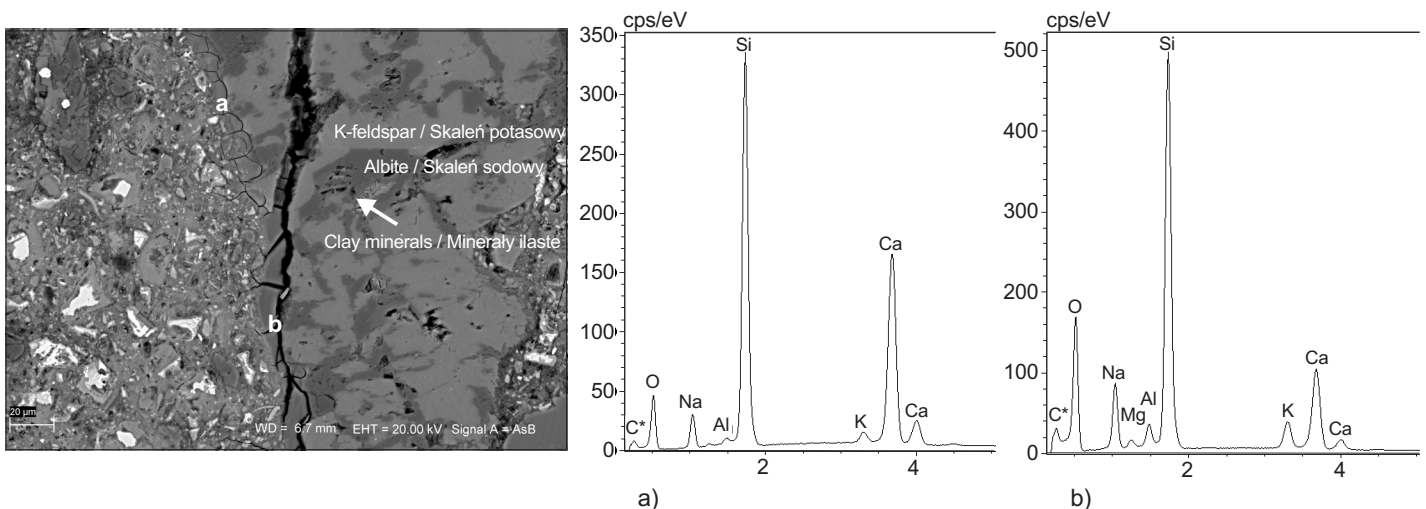 a
K-feldspar / Skaleń potasowy
Albite / Skaleń sodowy
Clay minerals / Minerały ilaste
b
20 µm
WD = 6.7 mm EHT = 20.00 kV Signal A = AsB
cps/eV
350
300
250
200
150
100
50
0
C*
O
Na
Al
Si
K
Ca
Ca
2
4
a)
cps/eV
500
400
300
200
100
0
C*
O
Na
Mg
Al
Si
K
Ca
Ca
2
4
b)